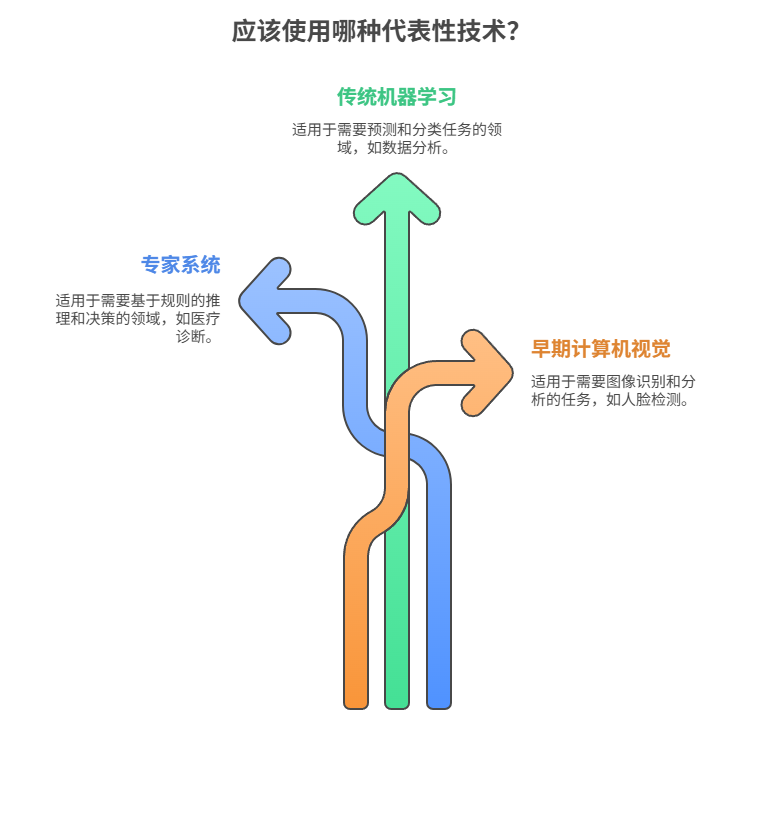 应该使用哪种代表性技术？
传统机器学习
适用于需要预测和分类任务的领
域，如数据分析。
专家系统
适用于需要基于规则的推
理和决策的领域，如医疗
诊断。
早期计算机视觉
适用于需要图像识别和分
析的任务，如人脸检测。